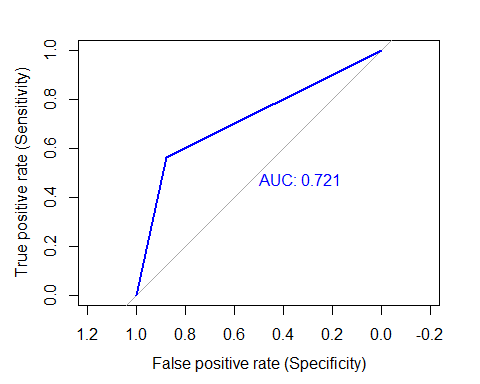 True positive rate (Sensitivity)
1.0
0.8
0.6
0.4
0.2
0.0
AUC: 0.721
1.2 1.0 0.8 0.6 0.4 0.2 0.0 -0.2
False positive rate (Specificity)